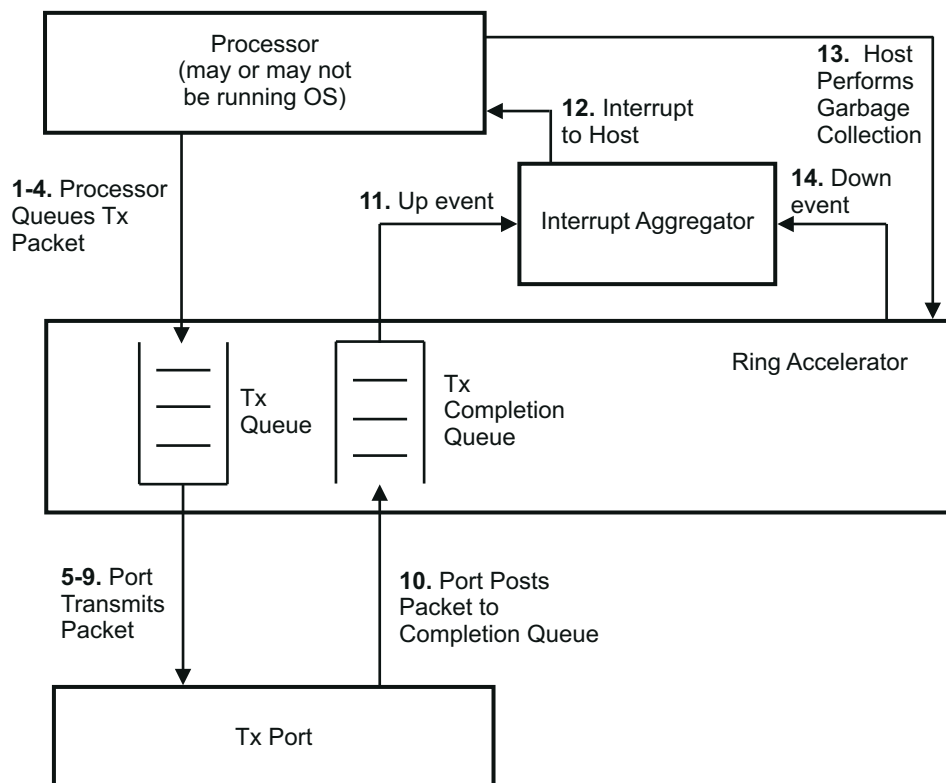 Processor
(may or may not
be running OS)
13. Host
Performs
Garbage
Collection
12. Interrupt
to Host
1-4. Processor
Queues Tx
Packet
11. Up event
Interrupt Aggregator
14. Down
event
Ring Accelerator
Tx
Queue
Tx
Completion
Queue
5-9. Port
Transmits
Packet
10. Port Posts
Packet to
Completion Queue
Tx Port